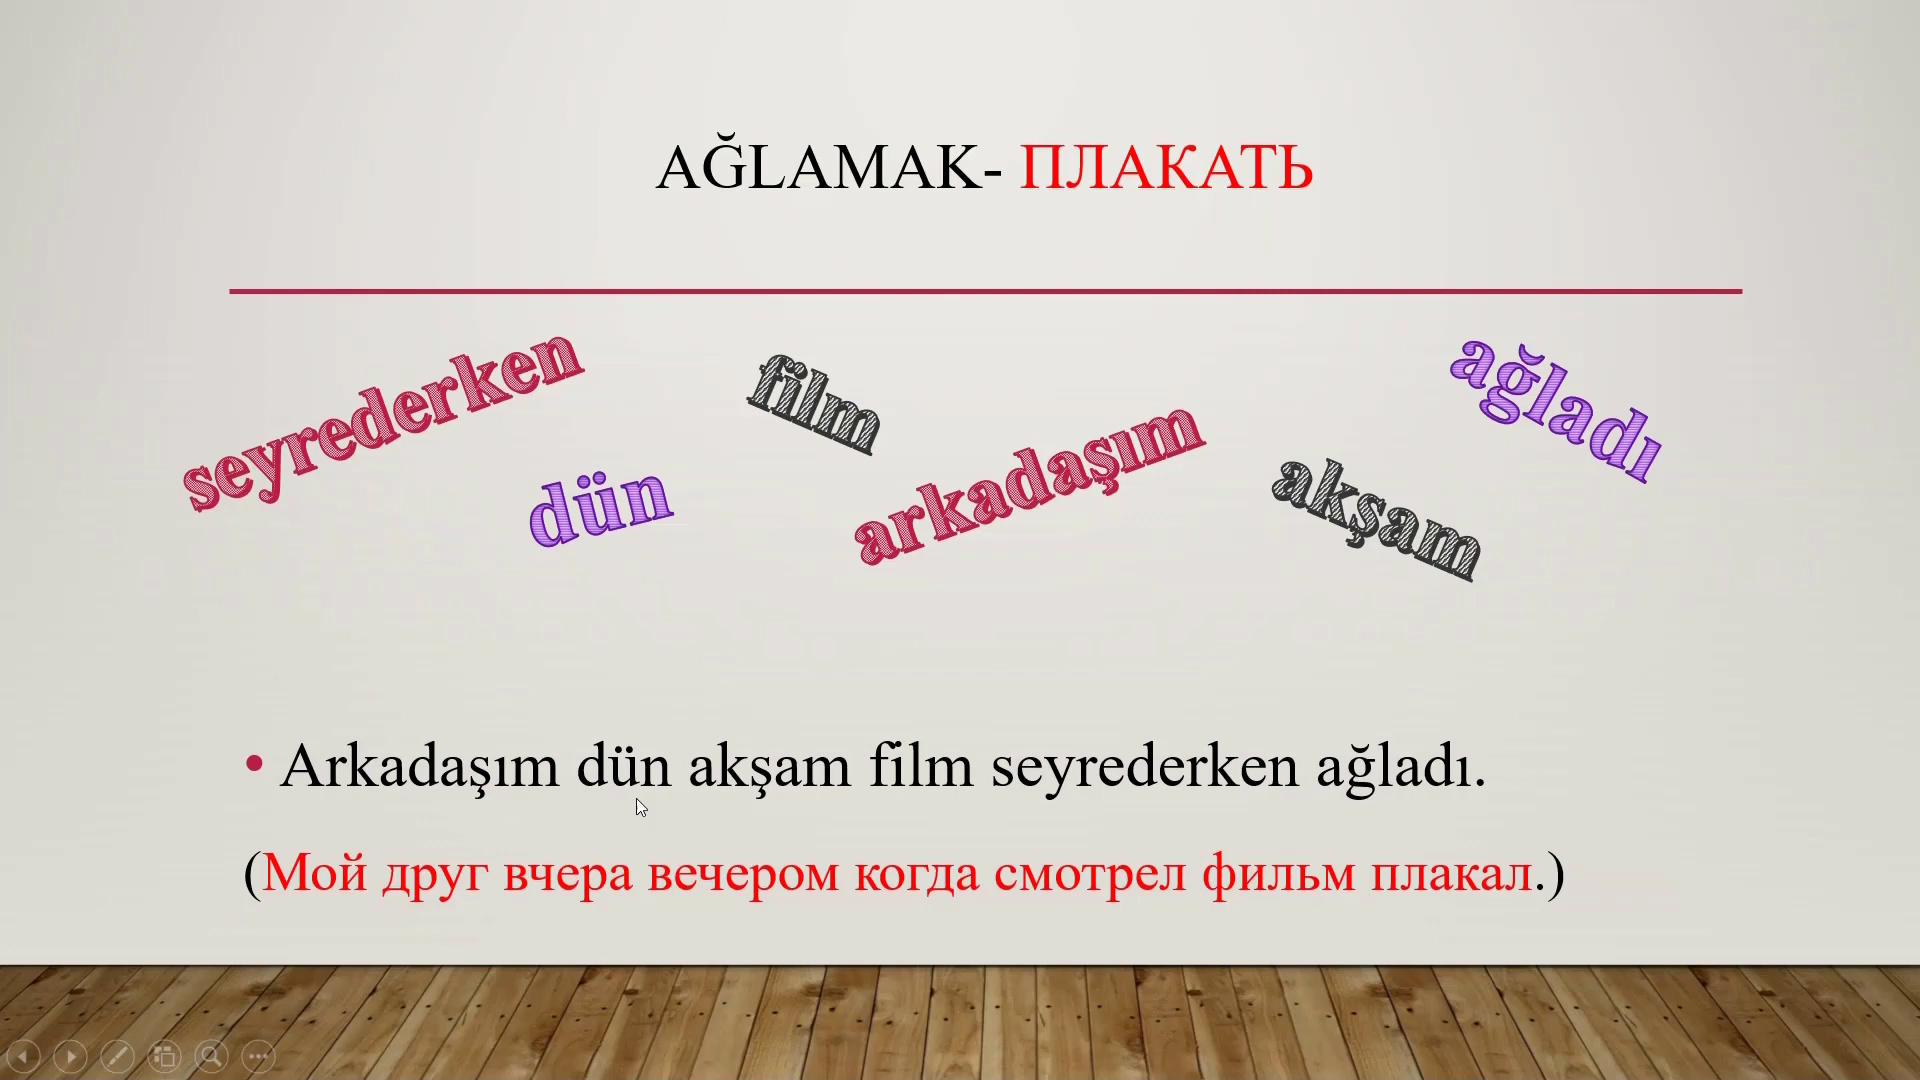 AĞLAMAK- ПЛАКАТЬ
seyrederken
film
ağladı
dün
arkadaşım
akşam
• Arkadaşım dün akşam film seyrederken ağladı.
(Мой друг вчера вечером когда смотрел фильм плакал.)